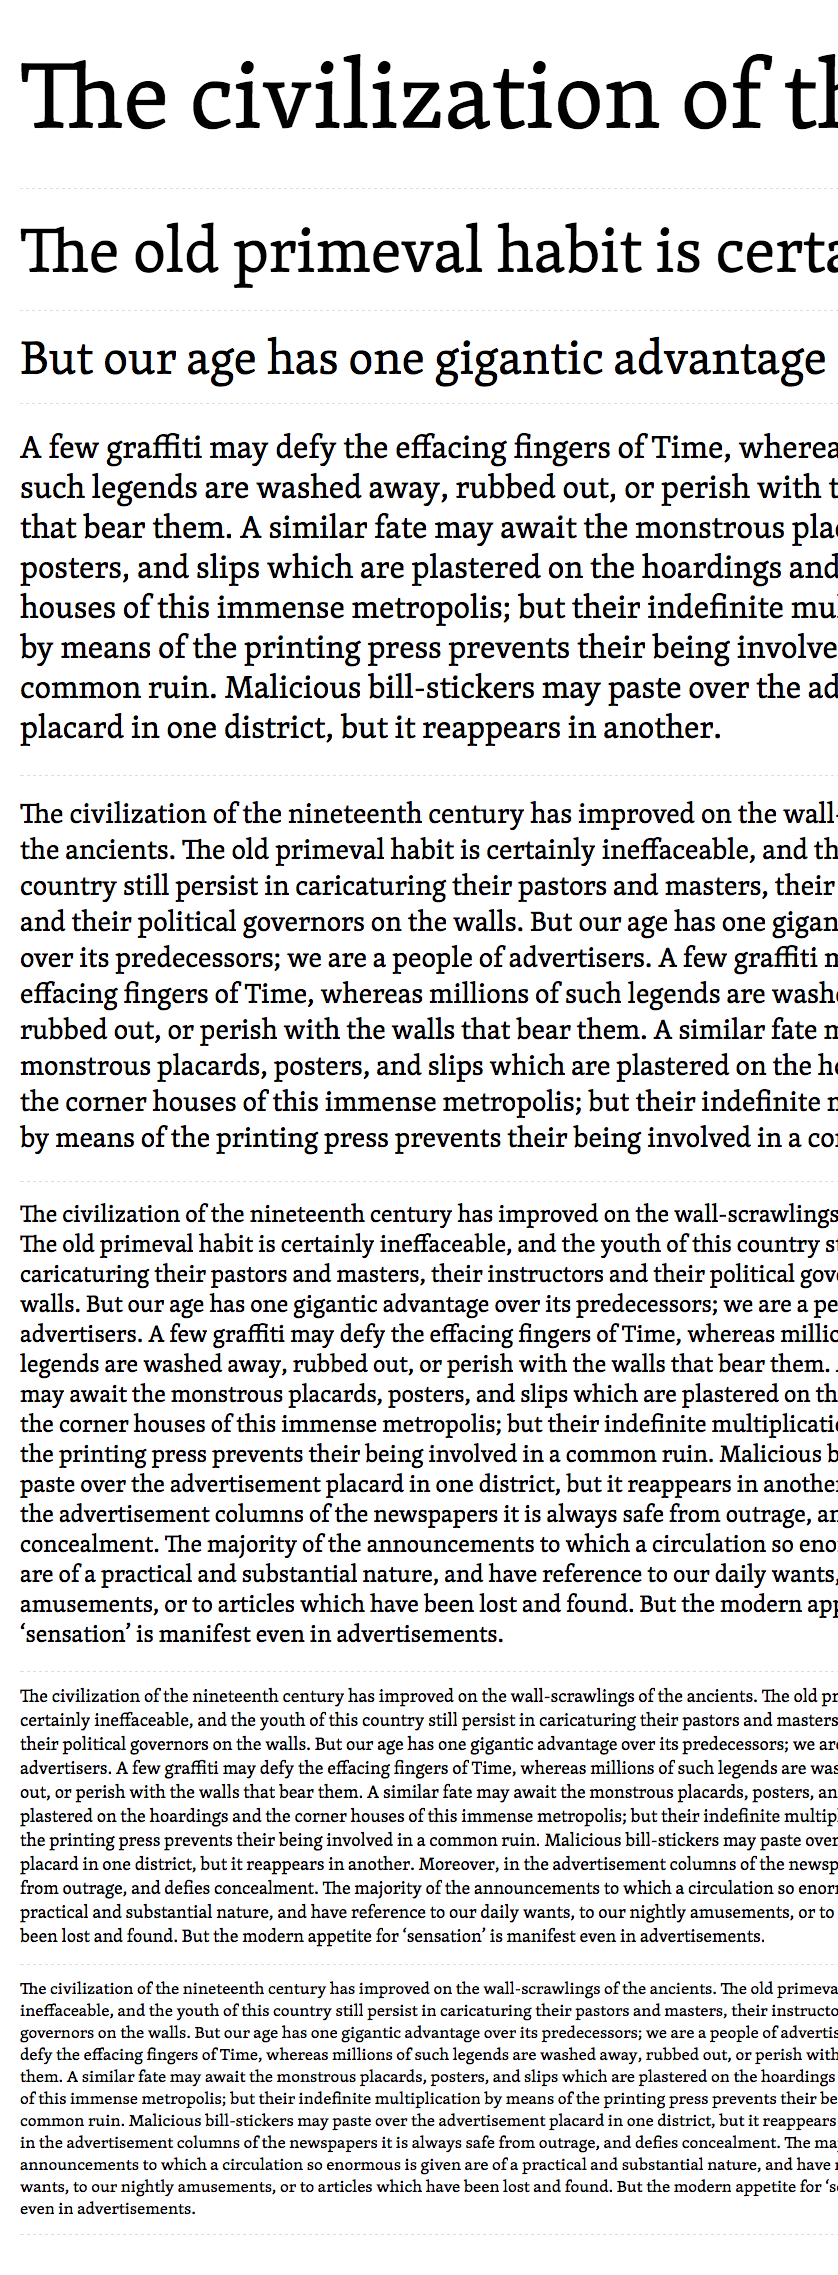 The civilization of th
The old primeval habit is certa
But our age has one gigantic advantage
A few graffiti may defy the effacing fingers of Time, wherea
such legends are washed away, rubbed out, or perish with t
that bear them. A similar fate may await the monstrous plac
posters, and slips which are plastered on the hoardings and
houses of this immense metropolis; but their indefinite mul
by means of the printing press prevents their being involve
common ruin. Malicious bill-stickers may paste over the ad
placard in one district, but it reappears in another.
The civilization of the nineteenth century has improved on the wall-
the ancients. The old primeval habit is certainly ineffaceable, and th
country still persist in caricaturing their pastors and masters, their
and their political governors on the walls. But our age has one gigan
over its predecessors; we are a people of advertisers. A few graffiti m
effacing fingers of Time, whereas millions of such legends are washe
rubbed out, or perish with the walls that bear them. A similar fate m
monstrous placards, posters, and slips which are plastered on the ho
the corner houses of this immense metropolis; but their indefinite m
by means of the printing press prevents their being involved in a co
The civilization of the nineteenth century has improved on the wall-scrawlings
The old primeval habit is certainly ineffaceable, and the youth of this country st
caricaturing their pastors and masters, their instructors and their political gove
walls. But our age has one gigantic advantage over its predecessors; we are a pe
advertisers. A few graffiti may defy the effacing fingers of Time, whereas millio
legends are washed away, rubbed out, or perish with the walls that bear them. A
may await the monstrous placards, posters, and slips which are plastered on th
the corner houses of this immense metropolis; but their indefinite multiplicatio
the printing press prevents their being involved in a common ruin. Malicious b
paste over the advertisement placard in one district, but it reappears in another
the advertisement columns of the newspapers it is always safe from outrage, an
concealment. The majority of the announcements to which a circulation so eno
are of a practical and substantial nature, and have reference to our daily wants,
amusements, or to articles which have been lost and found. But the modern app
‘sensation’ is manifest even in advertisements.
The civilization of the nineteenth century has improved on the wall-scrawlings of the ancients. The old pr
certainly ineffaceable, and the youth of this country still persist in caricaturing their pastors and masters
their political governors on the walls. But our age has one gigantic advantage over its predecessors; we are
advertisers. A few graffiti may defy the effacing fingers of Time, whereas millions of such legends are was
out, or perish with the walls that bear them. A similar fate may await the monstrous placards, posters, an
plastered on the hoardings and the corner houses of this immense metropolis; but their indefinite multipl
the printing press prevents their being involved in a common ruin. Malicious bill-stickers may paste over
placard in one district, but it reappears in another. Moreover, in the advertisement columns of the newsp
from outrage, and defies concealment. The majority of the announcements to which a circulation so enorm
practical and substantial nature, and have reference to our daily wants, to our nightly amusements, or to
been lost and found. But the modern appetite for ‘sensation’ is manifest even in advertisements.
The civilization of the nineteenth century has improved on the wall-scrawlings of the ancients. The old primeva
ineffaceable, and the youth of this country still persist in caricaturing their pastors and masters, their instructo
governors on the walls. But our age has one gigantic advantage over its predecessors; we are a people of advertis
defy the effacing fingers of Time, whereas millions of such legends are washed away, rubbed out, or perish with
them. A similar fate may await the monstrous placards, posters, and slips which are plastered on the hoardings
of this immense metropolis; but their indefinite multiplication by means of the printing press prevents their be
common ruin. Malicious bill-stickers may paste over the advertisement placard in one district, but it reappears
in the advertisement columns of the newspapers it is always safe from outrage, and defies concealment. The maj
announcements to which a circulation so enormous is given are of a practical and substantial nature, and have r
wants, to our nightly amusements, or to articles which have been lost and found. But the modern appetite for ‘se
even in advertisements.